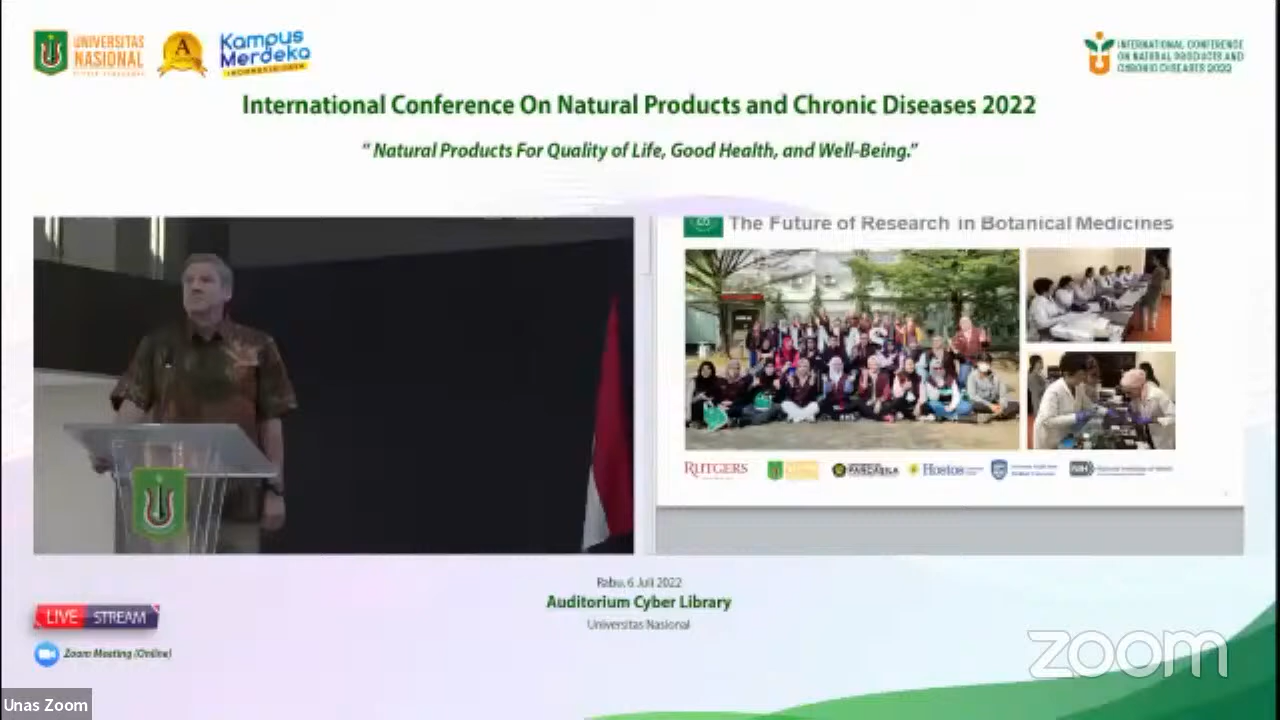 UNIVERSITAS
NASIONAL
A
Kampus
Merdeka
INTERNATIONAL CONFERENCE
ON NATURAL PRODUCTS AND
CHRONIC DISEASES 2022
International Conference On Natural Products and Chronic Diseases 2022
“ Natural Products For Quality of Life, Good Health, and Well-Being.”
The Future of Research in Botanical Medicines
RUTGERS
PANCASILA
Hostos
NIH
Rabu, 6 Juli 2022
Auditorium Cyber Library
Universitas Nasional
LIVE STREAM
Zoom Meeting (Online)
zoom
Unas Zoom